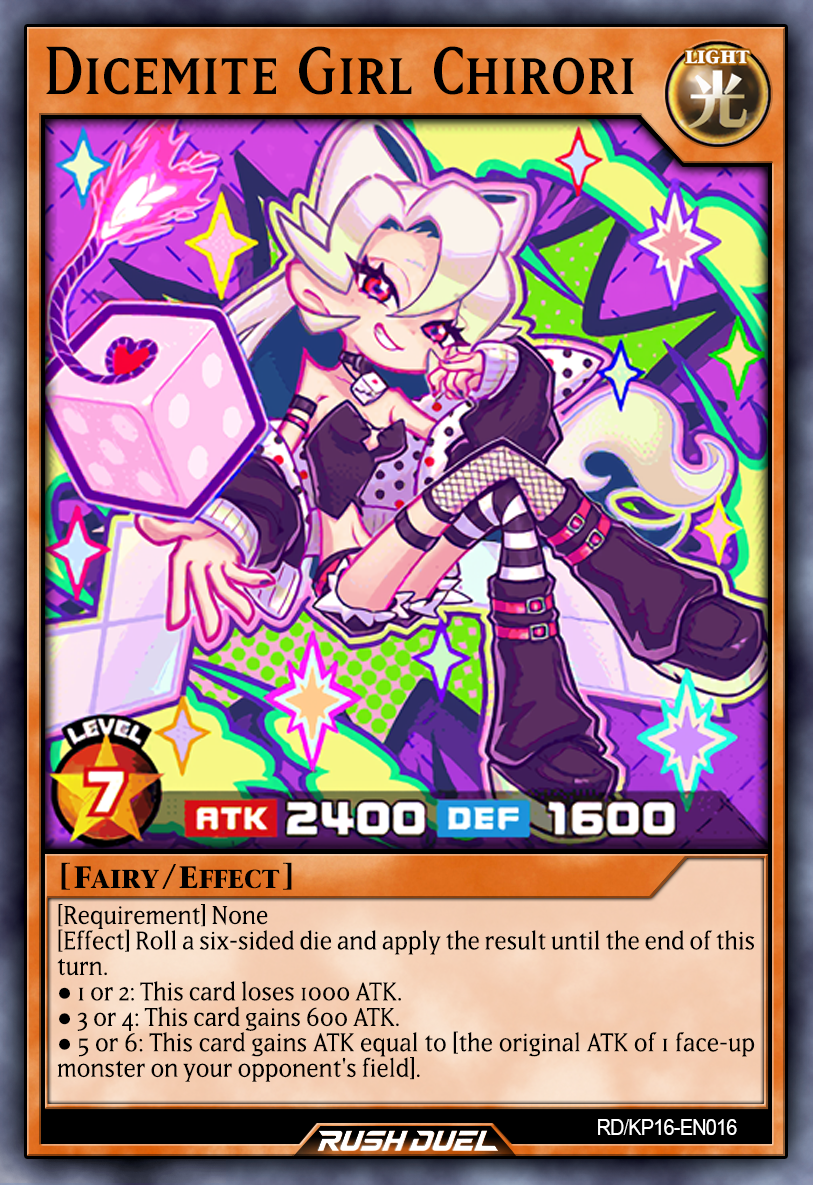 Dicemite Girl Chirori
LIGHT
光
LEVEL
7
ATK 2400 DEF 1600
[Fairy/Effect]
[Requirement] None
[Effect] Roll a six-sided die and apply the result until the end of this
turn.
● 1 or 2: This card loses 1000 ATK.
● 3 or 4: This card gains 600 ATK.
● 5 or 6: This card gains ATK equal to [the original ATK of 1 face-up
monster on your opponent's field].
RD/KP16-EN016
RUSH DUEL